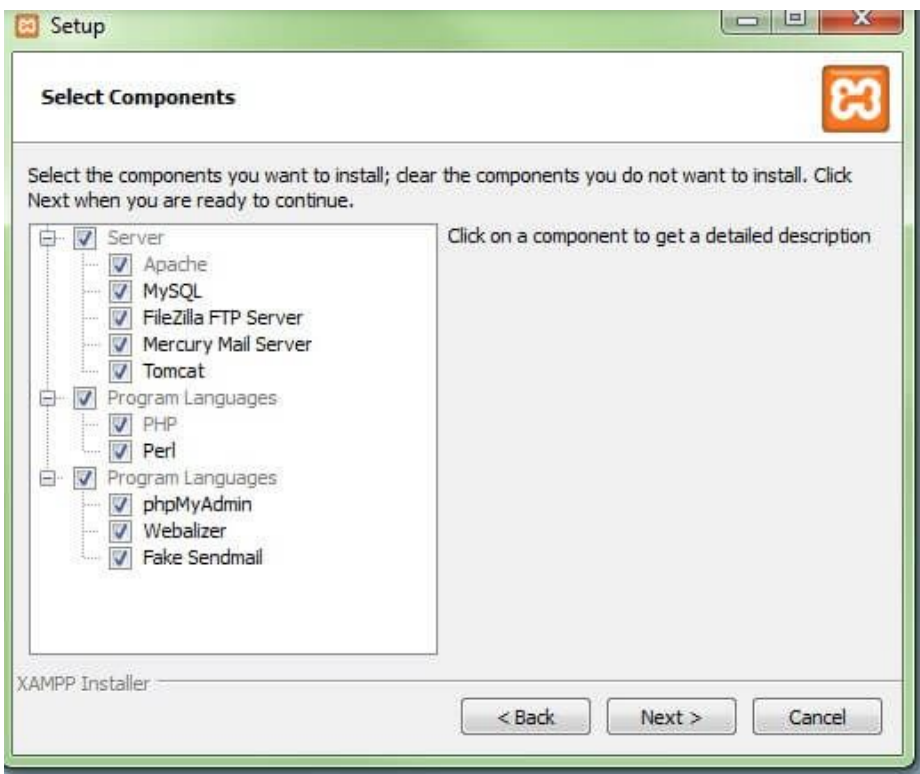 Setup
Select Components
Select the components you want to install; clear the components you do not want to install. Click
Next when you are ready to continue.
Server
Apache
MySQL
FileZilla FTP Server
Mercury Mail Server
Tomcat
Program Languages
PHP
Perl
Program Languages
phpMyAdmin
Webalizer
Fake Sendmail
Click on a component to get a detailed description
XAMPP Installer
< Back
Next >
Cancel